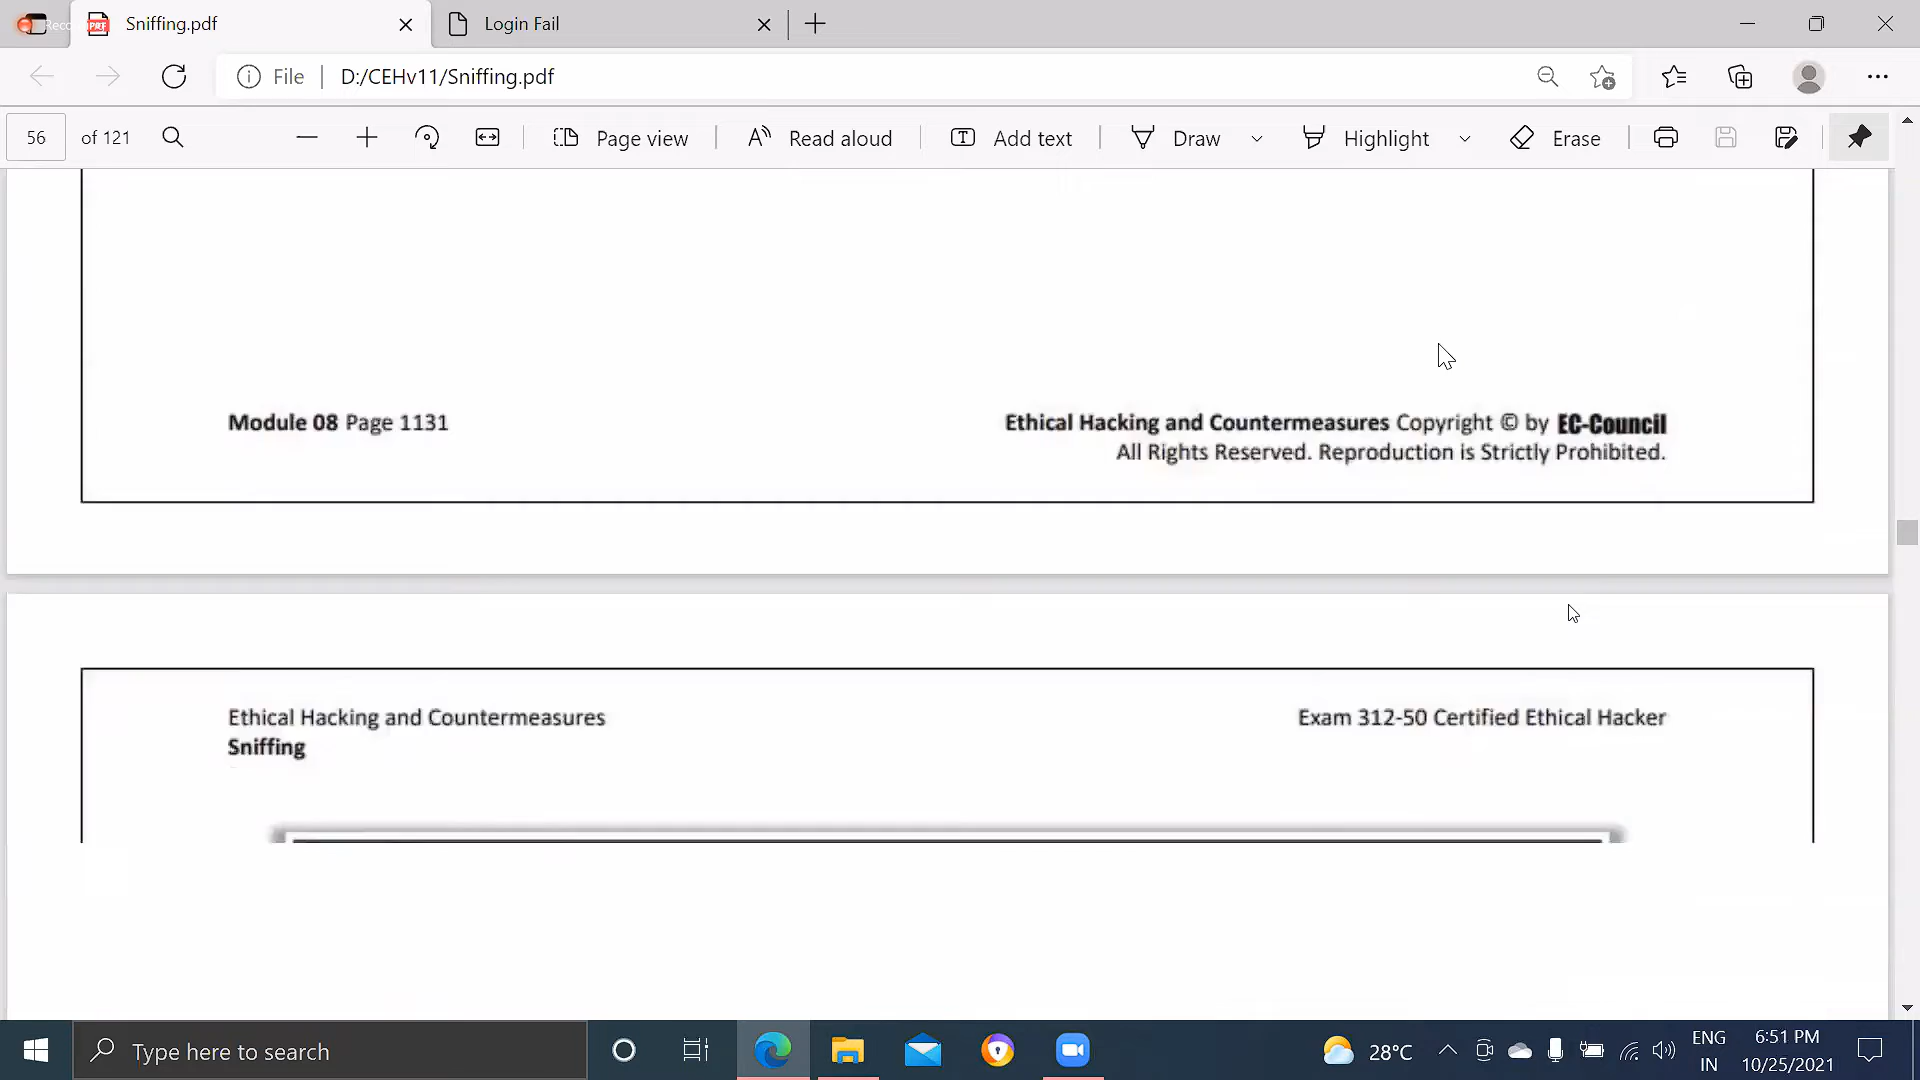 Sniffing.pdf
Login Fail
File
D:/CEHv11/Sniffing.pdf
56 of 121
Page view
Read aloud
Add text
Draw
Highlight
Erase
Module 08 Page 1131
Ethical Hacking and Countermeasures Copyright © by EC-Council
All Rights Reserved. Reproduction is Strictly Prohibited.
Ethical Hacking and Countermeasures
Exam 312-50 Certified Ethical Hacker
Sniffing
Type here to search
28°C
ENG
IN
6:51 PM
10/25/2021